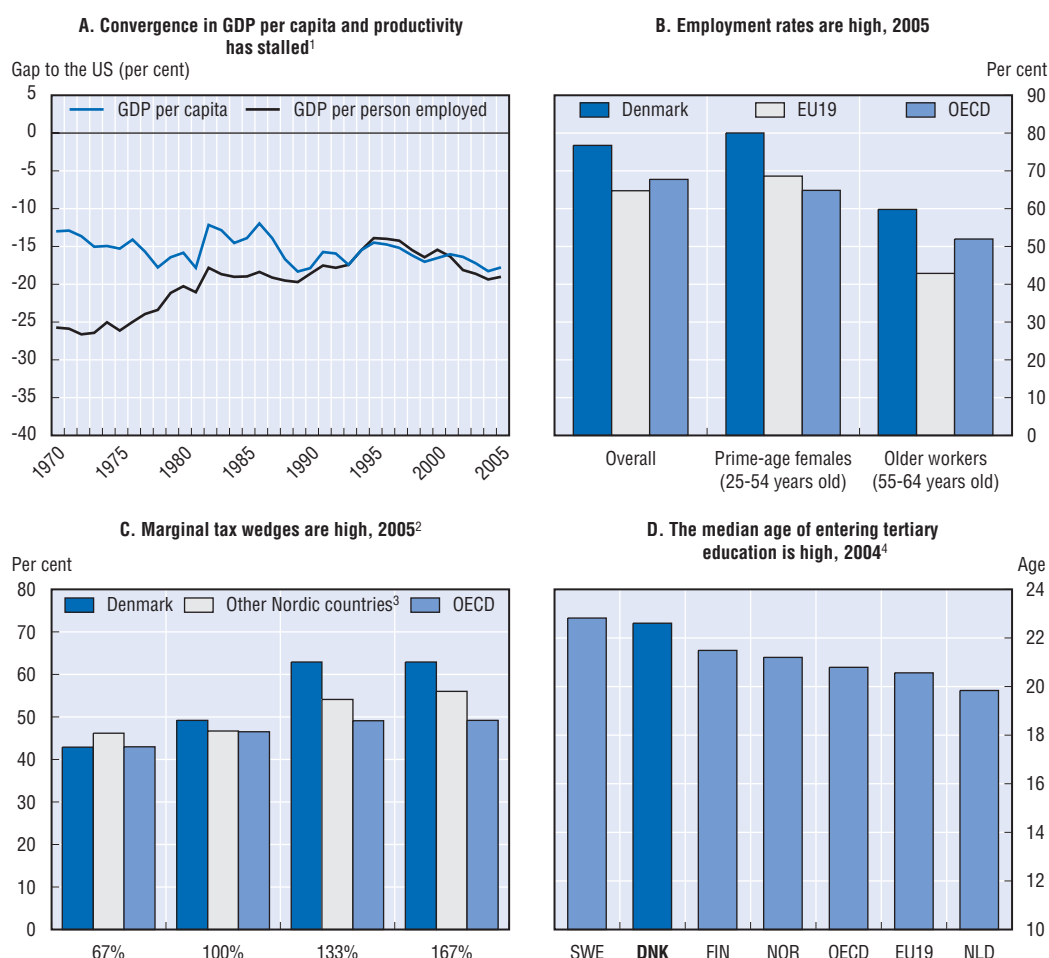 A. Convergence in GDP per capita and productivity
has stalled1
Gap to the US (per cent)
GDP per capita
GDP per person employed
5
0
-5
-10
-15
-20
-25
-30
-35
-40
1970
1975
1980
1985
1990
1995
2000
2005
B. Employment rates are high, 2005
Per cent
Denmark
EU19
OECD
90
80
70
60
50
40
30
20
10
0
Overall
Prime-age females
(25-54 years old)
Older workers
(55-64 years old)
C. Marginal tax wedges are high, 2005²
Per cent
Denmark
Other Nordic countries³
OECD
80
70
60
50
40
30
20
10
0
67%
100%
133%
167%
D. The median age of entering tertiary
education is high, 2004⁴
Age
24
22
20
18
16
14
12
10
SWE
DNK
FIN
NOR
OECD
EU19
NLD